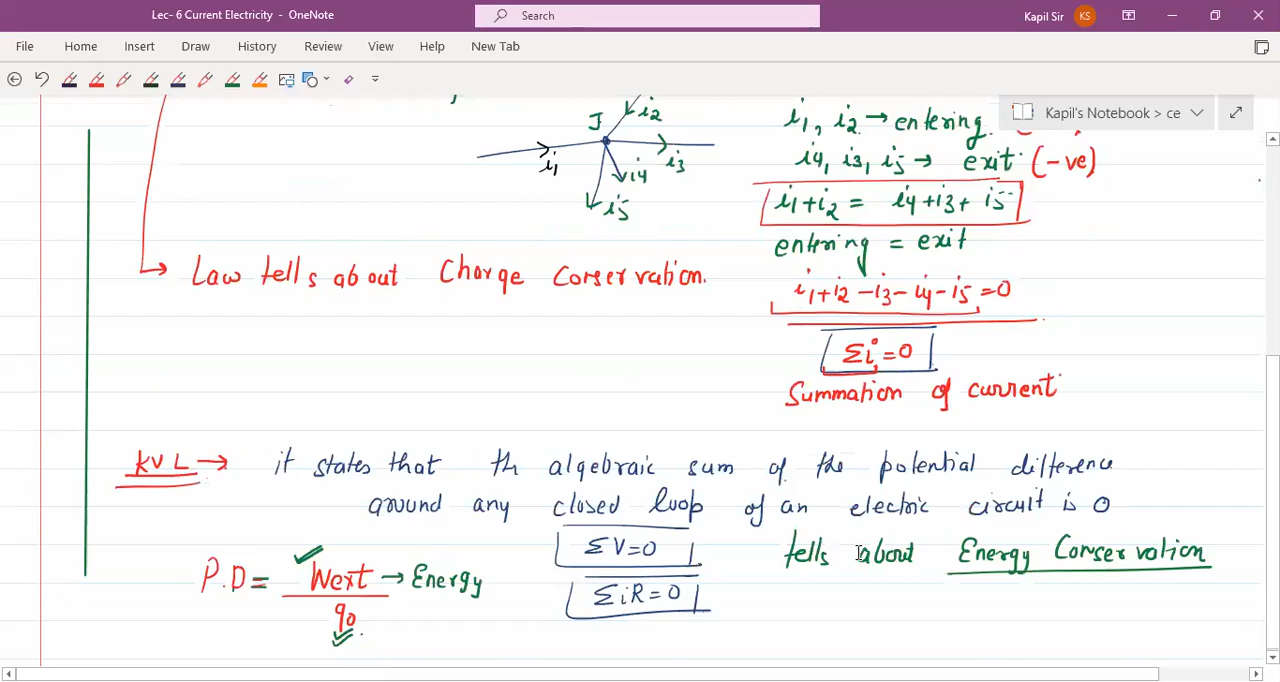 Lec- 6 Current Electricity - OneNote
Search
Kapil Sir
KS
File Home Insert Draw History Review View Help New Tab
Kapil's Notebook > ce
i2
J
i1
i3
i4
i5
i1, i2 → entering
i4, i3, i5 → exit (-ve)
i1+i2 = i4+i3+i5
entering = exit
Law tells about Charge Conservation.
i1+i2-i3-i4-i5=0
Σi=0
Summation of current
KVL → it states that th algebraic sum of the potential difference
around any closed loop of an electric circuit is 0
ΣV=0
tells about Energy Conservation
P.D = Wext → Energy
q0
ΣiR=0